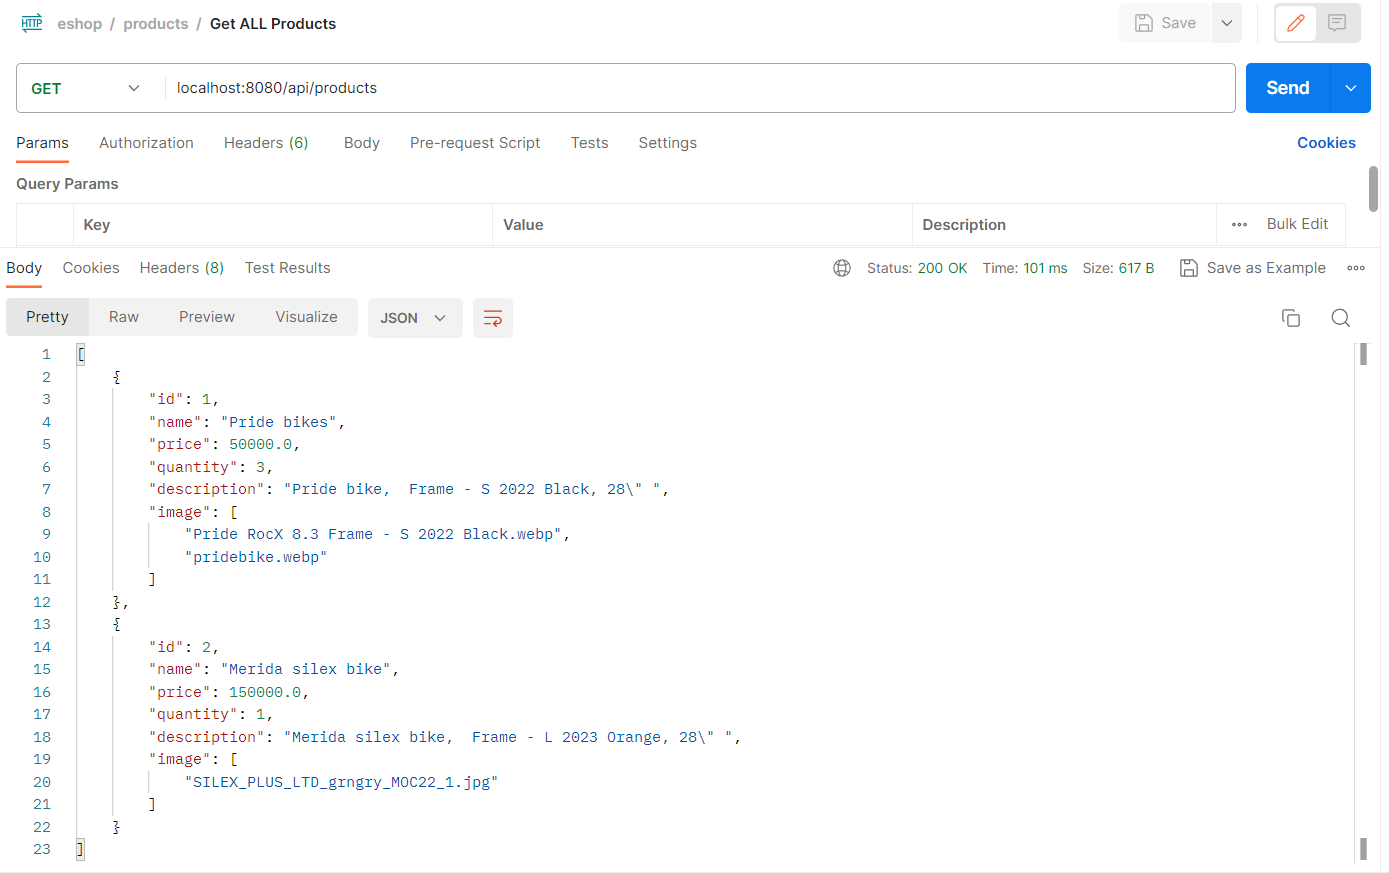 HTTP eshop / products / Get ALL Products Save
GET localhost:8080/api/products Send
Params Authorization Headers (6) Body Pre-request Script Tests Settings Cookies
Query Params
Key Value Description ••• Bulk Edit
Body Cookies Headers (8) Test Results Status: 200 OK Time: 101 ms Size: 617 B Save as Example
Pretty Raw Preview Visualize JSON
1 [
2 {
3 "id": 1,
4 "name": "Pride bikes",
5 "price": 50000.0,
6 "quantity": 3,
7 "description": "Pride bike,  Frame - S 2022 Black, 28\" ",
8 "image": [
9 "Pride RocX 8.3 Frame - S 2022 Black.webp",
10 "pridebike.webp"
11 ]
12 },
13 {
14 "id": 2,
15 "name": "Merida silex bike",
16 "price": 150000.0,
17 "quantity": 1,
18 "description": "Merida silex bike,  Frame - L 2023 Orange, 28\" ",
19 "image": [
20 "SILEX_PLUS_LTD_grngry_MOC22_1.jpg"
21 ]
22 }
23 ]